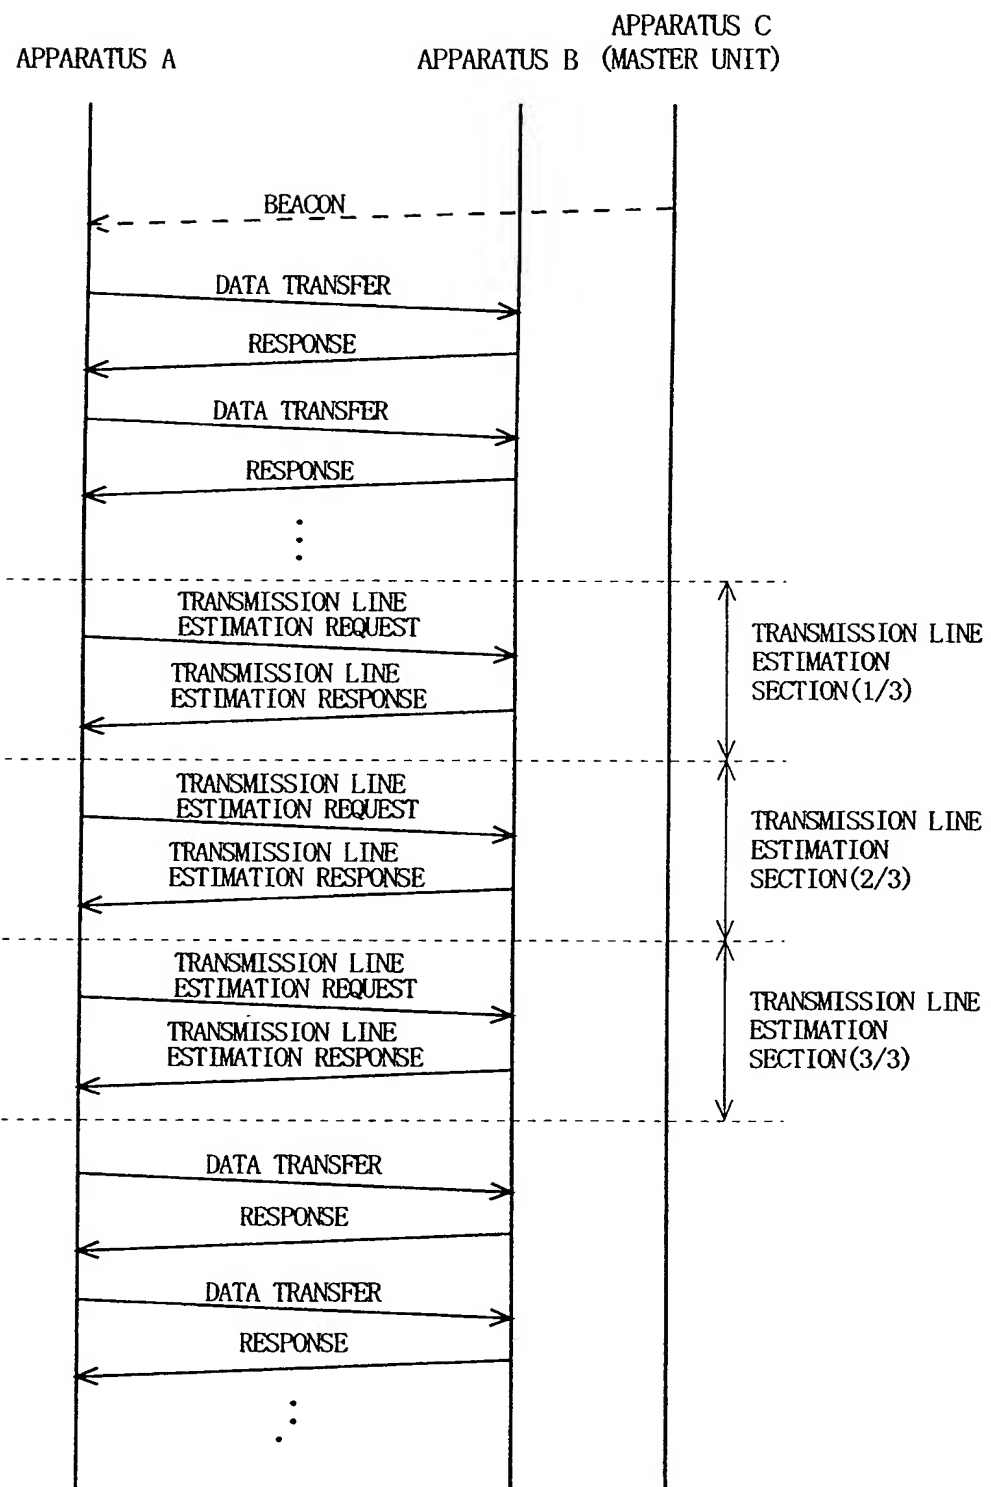 APPARATUS A
APPARATUS B
APPARATUS C
(MASTER UNIT)
BEACON
DATA TRANSFER
RESPONSE
DATA TRANSFER
RESPONSE
TRANSMISSION LINE
ESTIMATION REQUEST
TRANSMISSION LINE
ESTIMATION RESPONSE
TRANSMISSION LINE
ESTIMATION
SECTION(1/3)
TRANSMISSION LINE
ESTIMATION REQUEST
TRANSMISSION LINE
ESTIMATION RESPONSE
TRANSMISSION LINE
ESTIMATION
SECTION(2/3)
TRANSMISSION LINE
ESTIMATION REQUEST
TRANSMISSION LINE
ESTIMATION RESPONSE
TRANSMISSION LINE
ESTIMATION
SECTION(3/3)
DATA TRANSFER
RESPONSE
DATA TRANSFER
RESPONSE